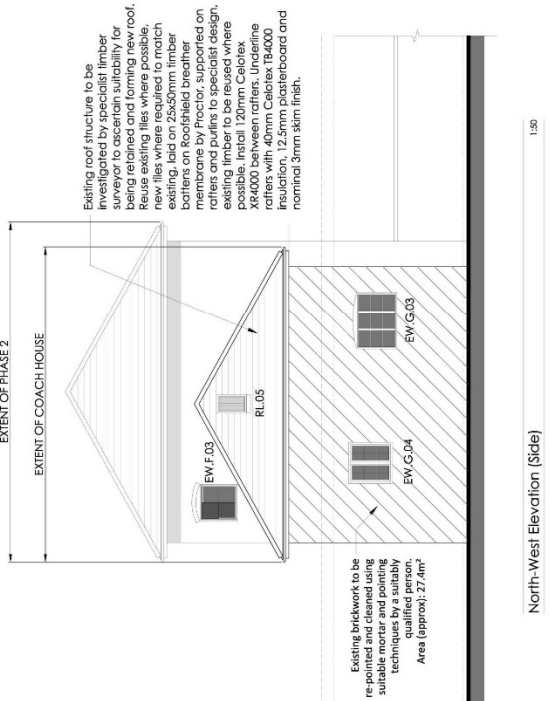 EXTENT OF PHASE 2
EXTENT OF COACH HOUSE
Existing roof structure to be
investigated by specialist timber
surveyor to ascertain suitability for
being retained and forming new roof.
Reuse existing tiles where possible,
new tiles where required to match
existing, laid on 25x50mm timber
battens on Roofshield breather
membrane by Proctor, supported on
rafters and purlins to specialist design,
existing timber to be reused where
possible. Install 120mm Celotex
XR4000 between rafters. Underline
rafters with 40mm Celotex TB4000
insulation, 12.5mm plasterboard and
nominal 3mm skim finish.
EW.F.03
RL.05
EW.G.04
EW.G.03
Existing brickwork to be
re-pointed and cleaned using
suitable mortar and pointing
techniques by a suitably
qualified person.
Area (approx): 27.4m²
North-West Elevation (Side)
1:50